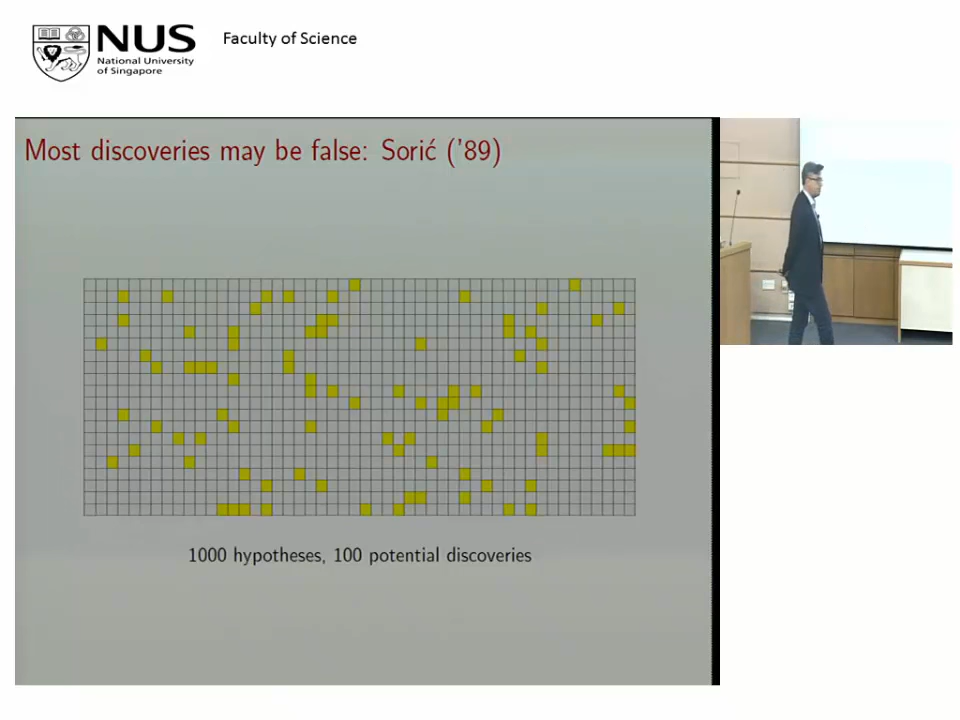 NUS
National University
of Singapore
Faculty of Science
Most discoveries may be false: Sorić ('89)
1000 hypotheses, 100 potential discoveries